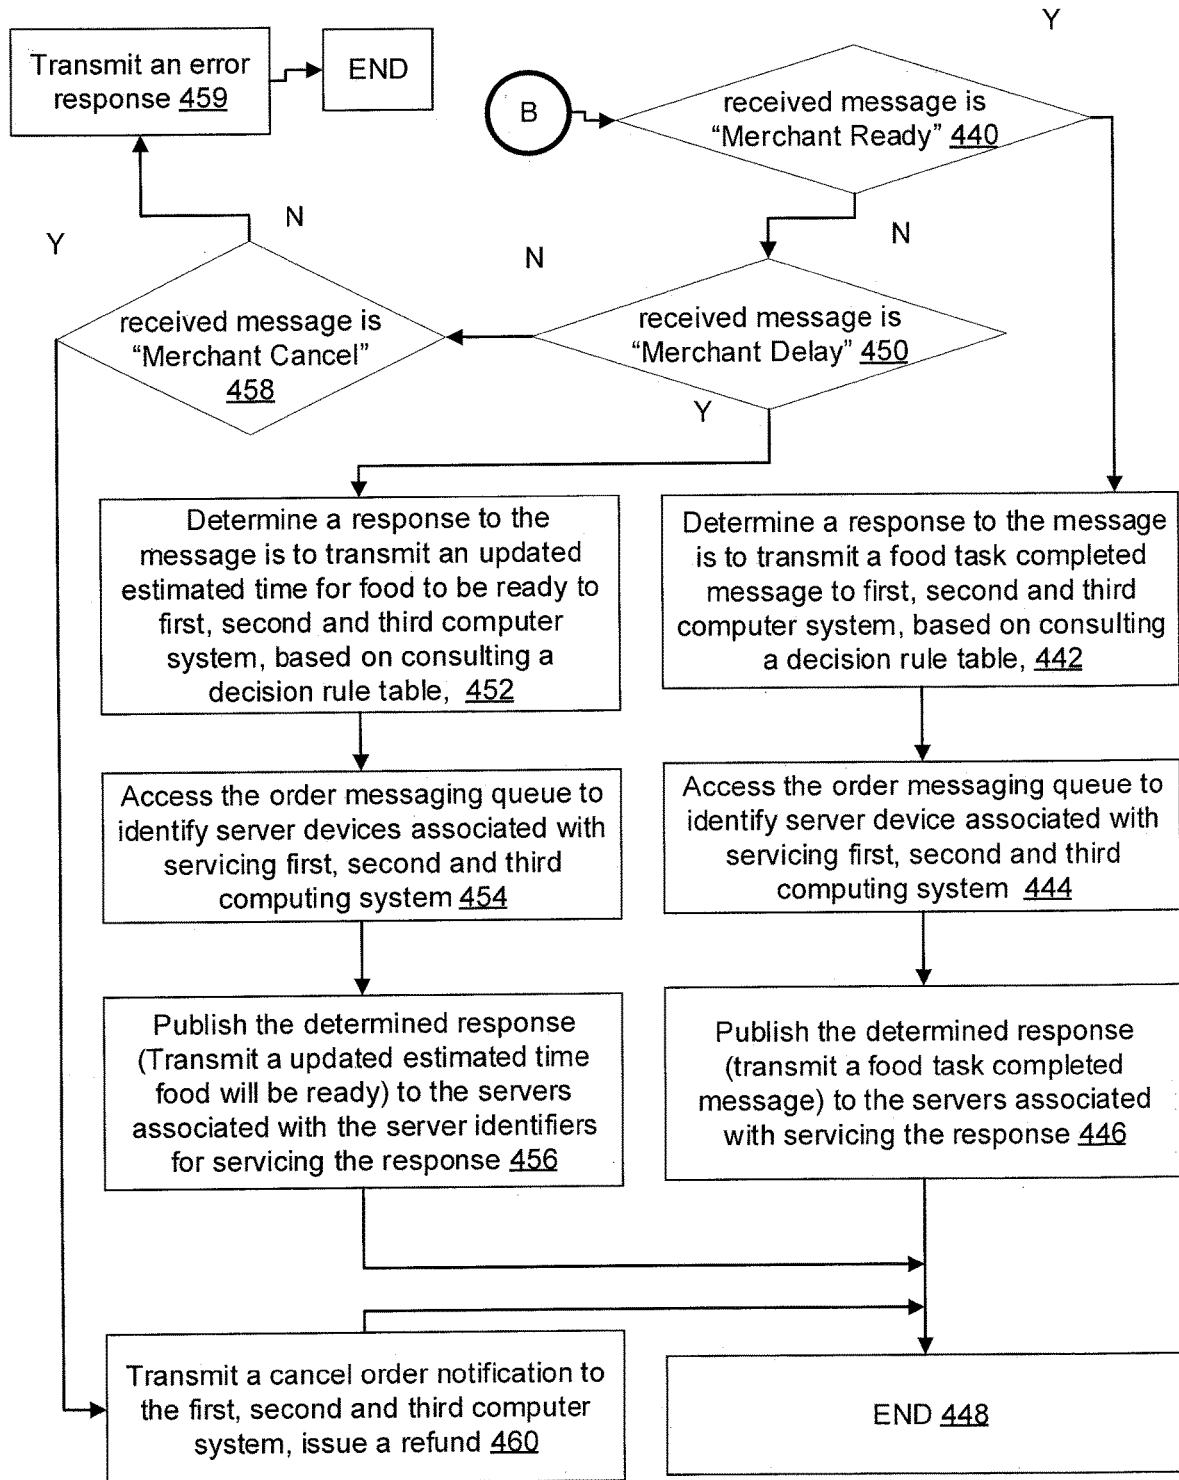 Y
Transmit an error
response 459
END
B
received message is
“Merchant Ready” 440
N
Y
N
N
received message is
“Merchant Cancel”
458
received message is
“Merchant Delay” 450
Y
Determine a response to the
message is to transmit an updated
estimated time for food to be ready to
first, second and third computer
system, based on consulting a
decision rule table, 452
Determine a response to the message
is to transmit a food task completed
message to first, second and third
computer system, based on consulting
a decision rule table, 442
Access the order messaging queue to
identify server devices associated with
servicing first, second and third
computing system 454
Access the order messaging queue to
identify server device associated with
servicing first, second and third
computing system 444
Publish the determined response
(Transmit a updated estimated time
food will be ready) to the servers
associated with the server identifiers
for servicing the response 456
Publish the determined response
(transmit a food task completed
message) to the servers associated
with servicing the response 446
Transmit a cancel order notification to
the first, second and third computer
system, issue a refund 460
END 448